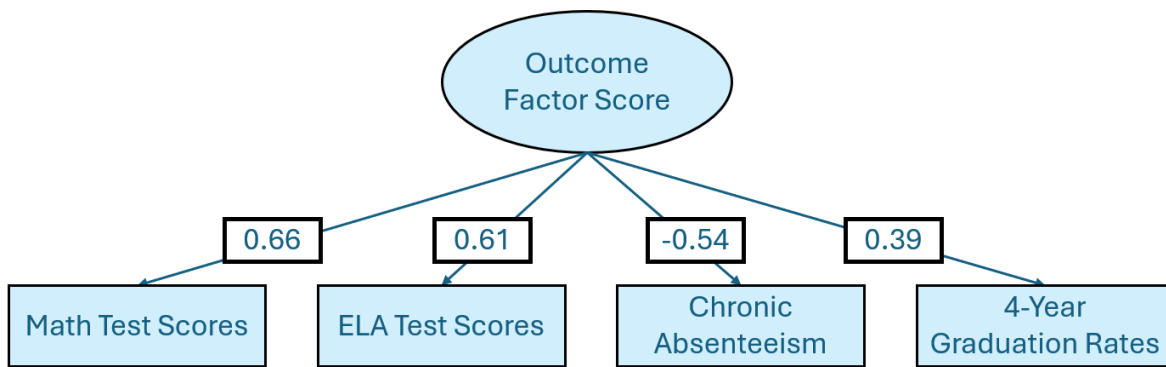 Outcome
Factor Score
0.66
0.61
-0.54
0.39
Math Test Scores
ELA Test Scores
Chronic
Absenteeism
4-Year
Graduation Rates